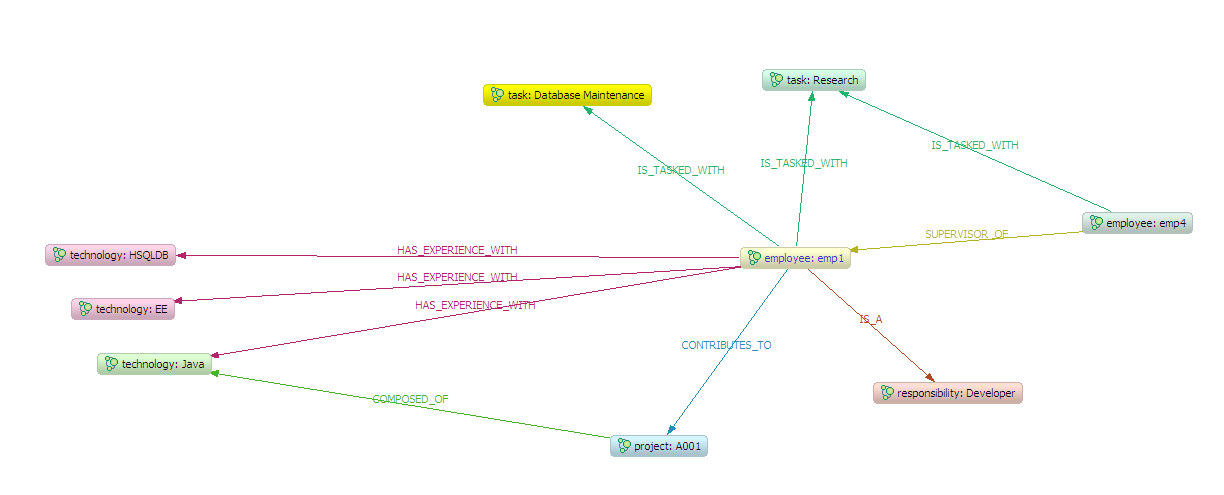 task: Research
task: Database Maintenance
IS_TASKED_WITH
IS_TASKED_WITH
IS_TASKED_WITH
employee: emp4
SUPERVISOR_OF
technology: HSQLDB
HAS_EXPERIENCE_WITH
employee: emp1
HAS_EXPERIENCE_WITH
technology: EE
HAS_EXPERIENCE_WITH
IS_A
CONTRIBUTES_TO
technology: Java
responsibility: Developer
COMPOSED_OF
project: A001